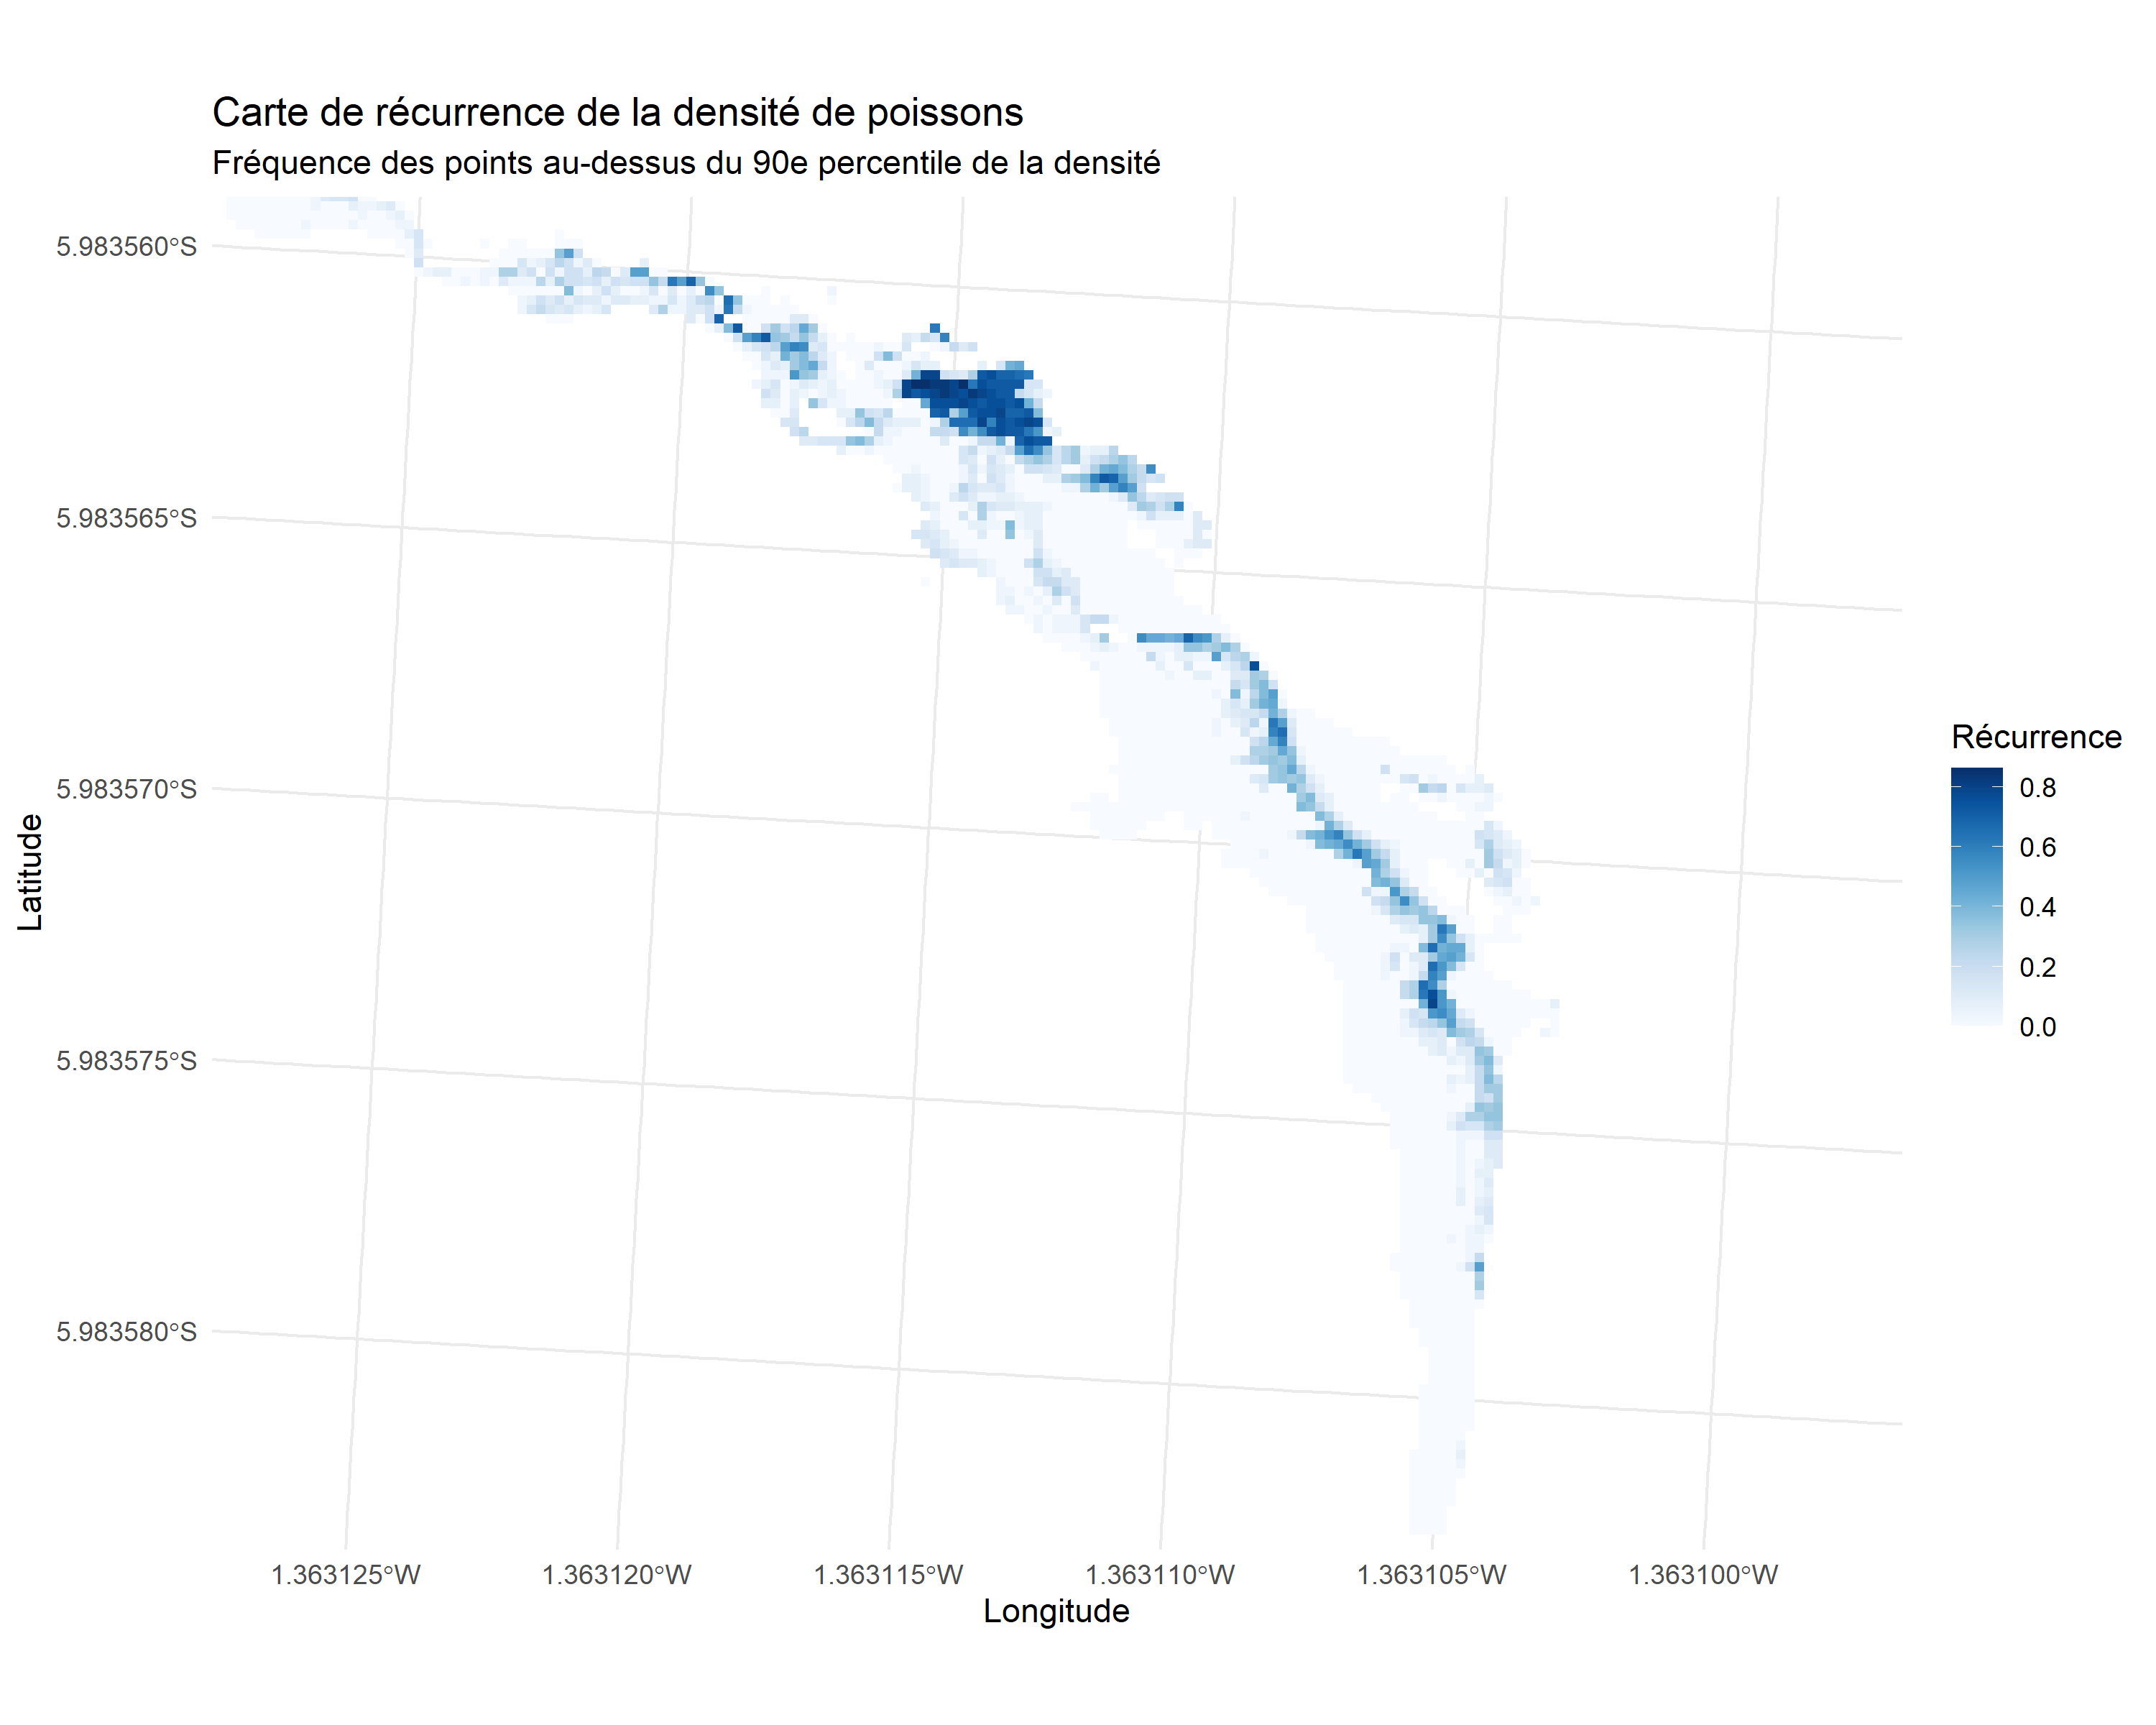 Carte de récurrence de la densité de poissons
Fréquence des points au-dessus du 90e percentile de la densité
5.983560°S
5.983565°S
5.983570°S
5.983575°S
5.983580°S
Latitude
1.363125°W
1.363120°W
1.363115°W
1.363110°W
1.363105°W
1.363100°W
Longitude
Récurrence
0.8
0.6
0.4
0.2
0.0